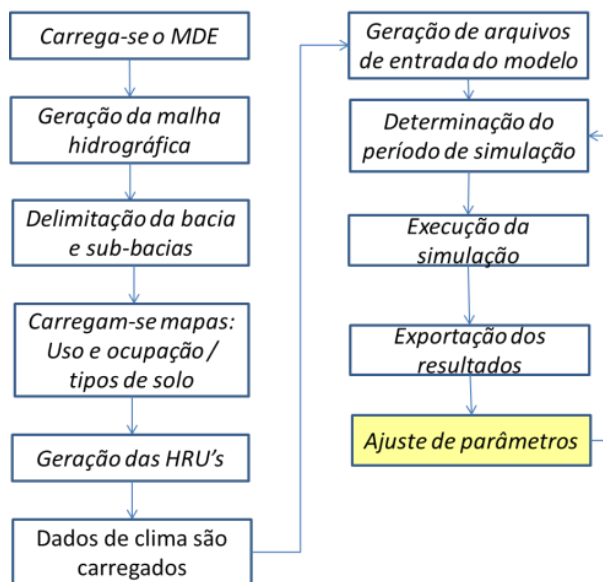 Carrega-se o MDE
Geração da malha
hidrográfica
Delimitação da bacia
e sub-bacias
Carregam-se mapas:
Uso e ocupação /
tipos de solo
Geração das HRU's
Dados de clima são
carregados
Geração de arquivos
de entrada do modelo
Determinação do
período de simulação
Execução da
simulação
Exportação dos
resultados
Ajuste de parâmetros